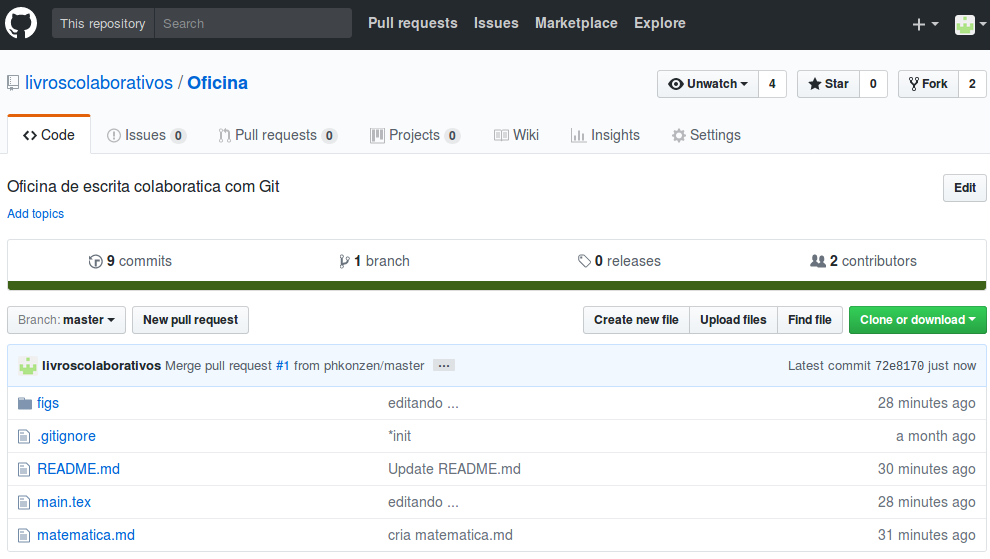 This repository Search Pull requests Issues Marketplace Explore
livroscolaborativos / Oficina Unwatch 4 Star 0 Fork 2
Code Issues 0 Pull requests 0 Projects 0 Wiki Insights Settings
Oficina de escrita colaboratica com Git Edit
Add topics
9 commits 1 branch 0 releases 2 contributors
Branch: master New pull request Create new file Upload files Find file Clone or download
livroscolaborativos Merge pull request #1 from phkonzen/master ... Latest commit 72e8170 just now
figs editando ... 28 minutes ago
.gitignore *init a month ago
README.md Update README.md 30 minutes ago
main.tex editando ... 28 minutes ago
matematica.md cria matematica.md 31 minutes ago